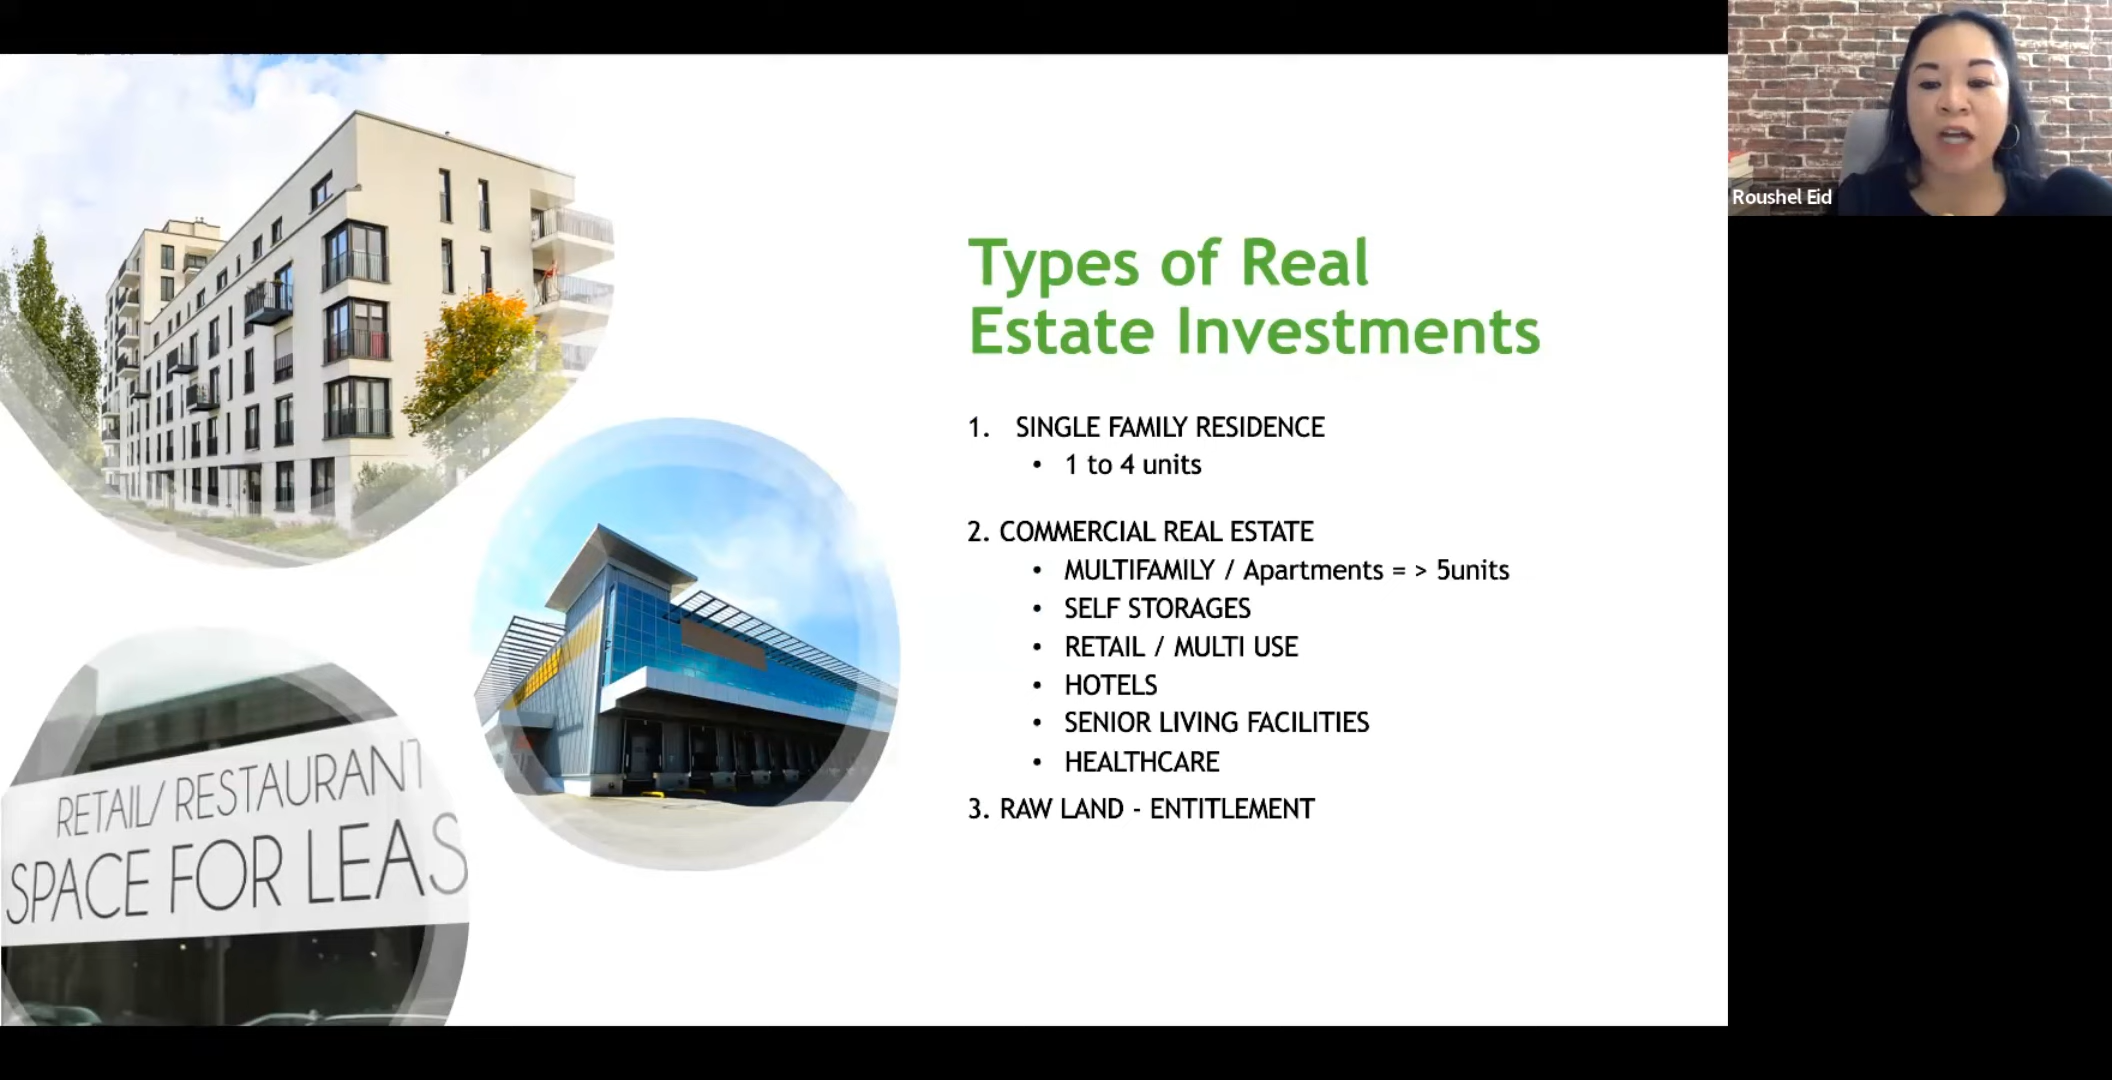 Roushel Eid
Types of Real
Estate Investments
1. SINGLE FAMILY RESIDENCE
• 1 to 4 units
2. COMMERCIAL REAL ESTATE
• MULTIFAMILY / Apartments = > 5units
• SELF STORAGES
• RETAIL / MULTI USE
• HOTELS
• SENIOR LIVING FACILITIES
• HEALTHCARE
3. RAW LAND - ENTITLEMENT
RETAIL/ RESTAURANT
SPACE FOR LEAS